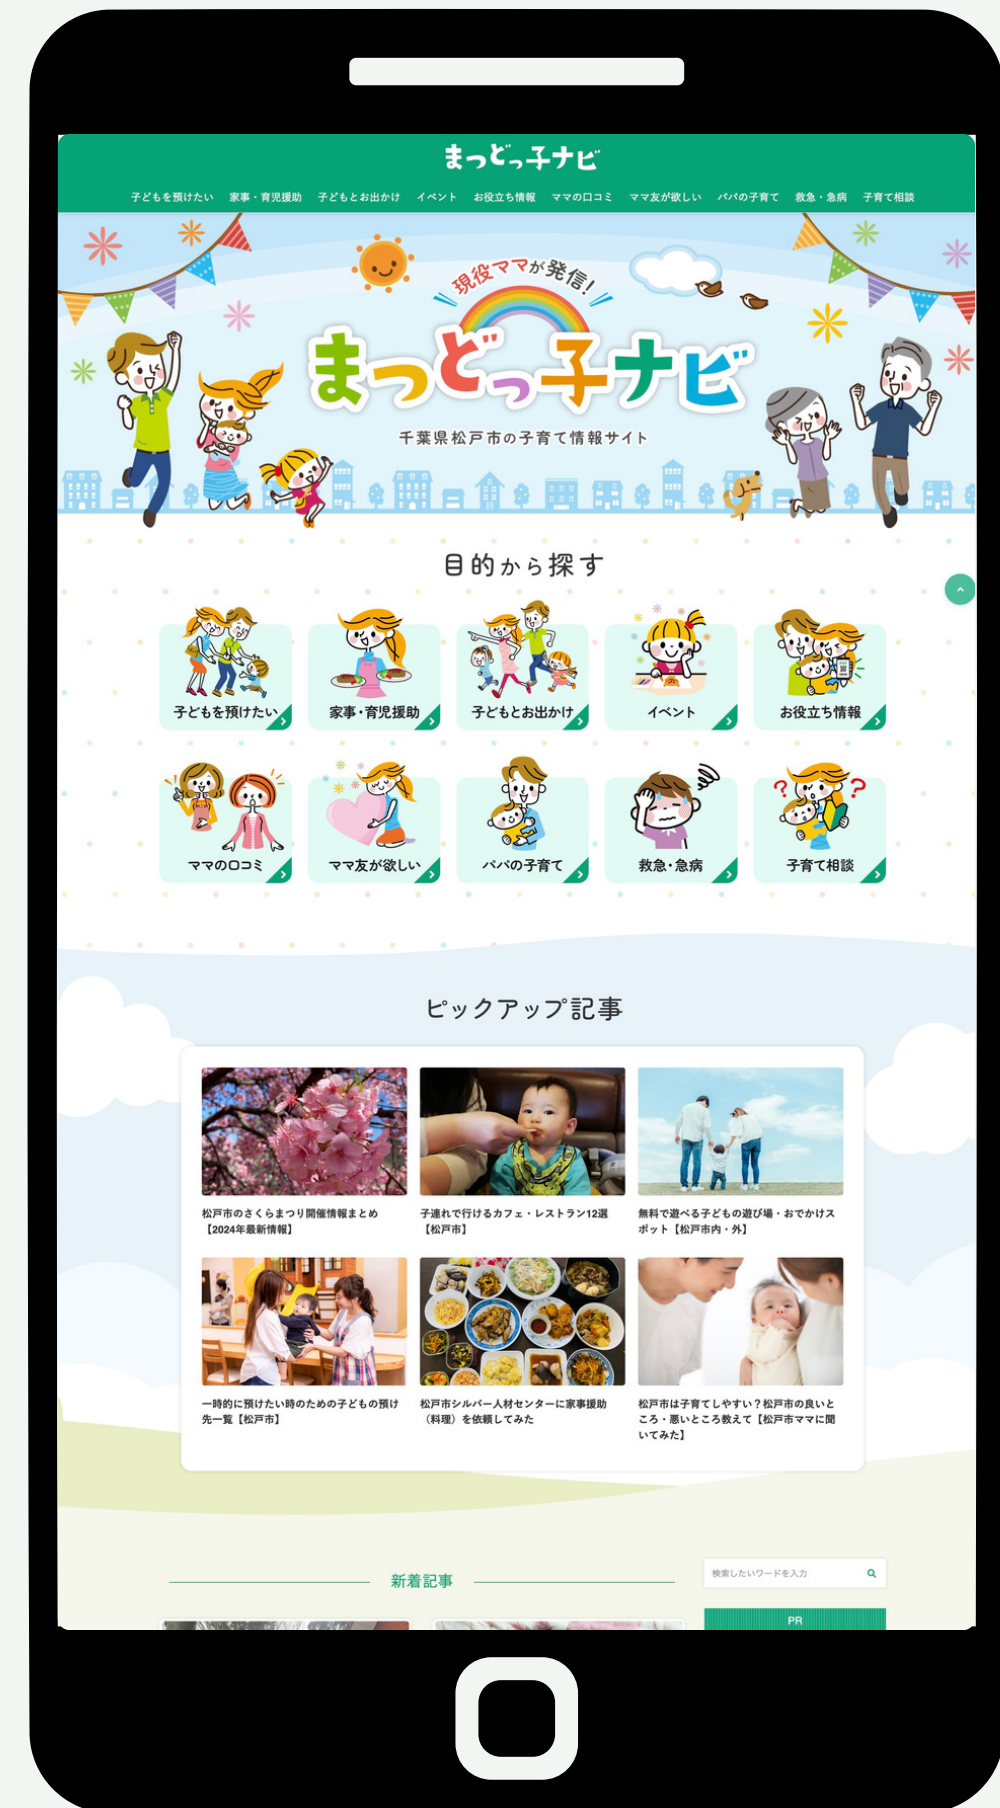 まつどっ子ナビ
子どもを預けたい 家事・育児援助 子どもとお出かけ イベント お役立ち情報 ママの口コミ ママ友が欲しい パパの子育て 救急・急病 子育て相談
現役ママが発信!
まつどっ子ナビ
千葉県松戸市の子育て情報サイト
目的から探す
子どもを預けたい 家事・育児援助 子どもとお出かけ イベント お役立ち情報
ママの口コミ ママ友が欲しい パパの子育て 救急・急病 子育て相談
ピックアップ記事
松戸市のさくらまつり開催情報まとめ
【2024年最新情報】
子連れで行けるカフェ・レストラン12選
【松戸市】
無料で遊べる子どもの遊び場・おでかけス
ポット【松戸市内・外】
一時的に預けたい時のための子どもの預け
先一覧【松戸市】
松戸市シルバー人材センターに家事援助
（料理）を依頼してみた
松戸市は子育てしやすい？松戸市の良いと
ころ・悪いところ教えて【松戸市ママに聞
いてみた】
新着記事
検索したいワードを入力
PR